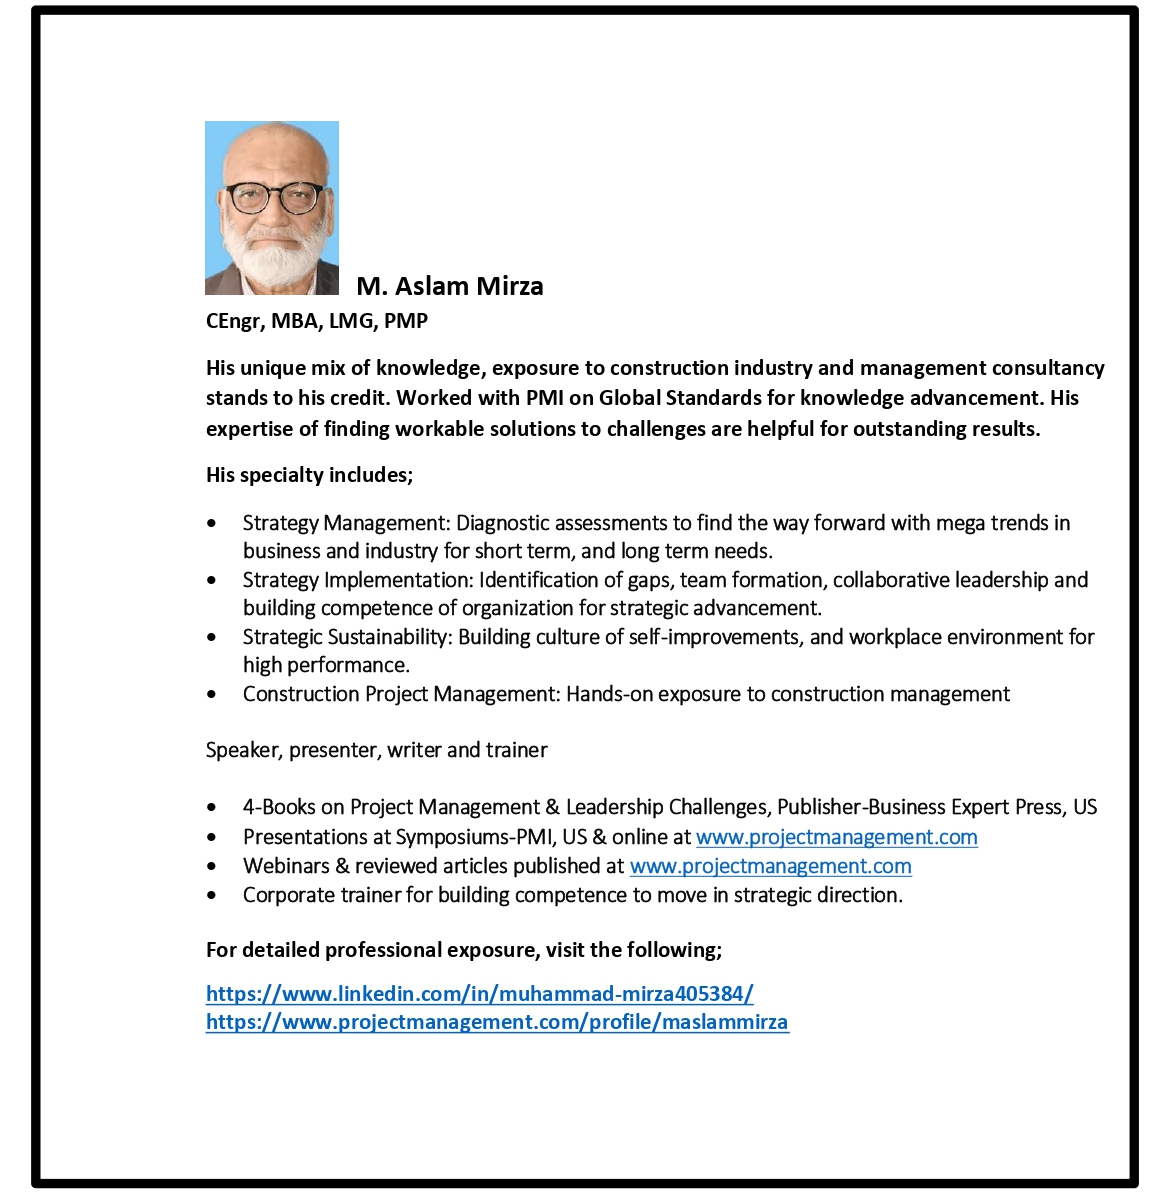 M. Aslam Mirza
CEngr, MBA, LMG, PMP
His unique mix of knowledge, exposure to construction industry and management consultancy
stands to his credit. Worked with PMI on Global Standards for knowledge advancement. His
expertise of finding workable solutions to challenges are helpful for outstanding results.
His specialty includes;
• Strategy Management: Diagnostic assessments to find the way forward with mega trends in
business and industry for short term, and long term needs.
• Strategy Implementation: Identification of gaps, team formation, collaborative leadership and
building competence of organization for strategic advancement.
• Strategic Sustainability: Building culture of self-improvements, and workplace environment for
high performance.
• Construction Project Management: Hands-on exposure to construction management
Speaker, presenter, writer and trainer
• 4-Books on Project Management & Leadership Challenges, Publisher-Business Expert Press, US
• Presentations at Symposiums-PMI, US & online at www.projectmanagement.com
• Webinars & reviewed articles published at www.projectmanagement.com
• Corporate trainer for building competence to move in strategic direction.
For detailed professional exposure, visit the following;
https://www.linkedin.com/in/muhammad-mirza405384/
https://www.projectmanagement.com/profile/maslammirza